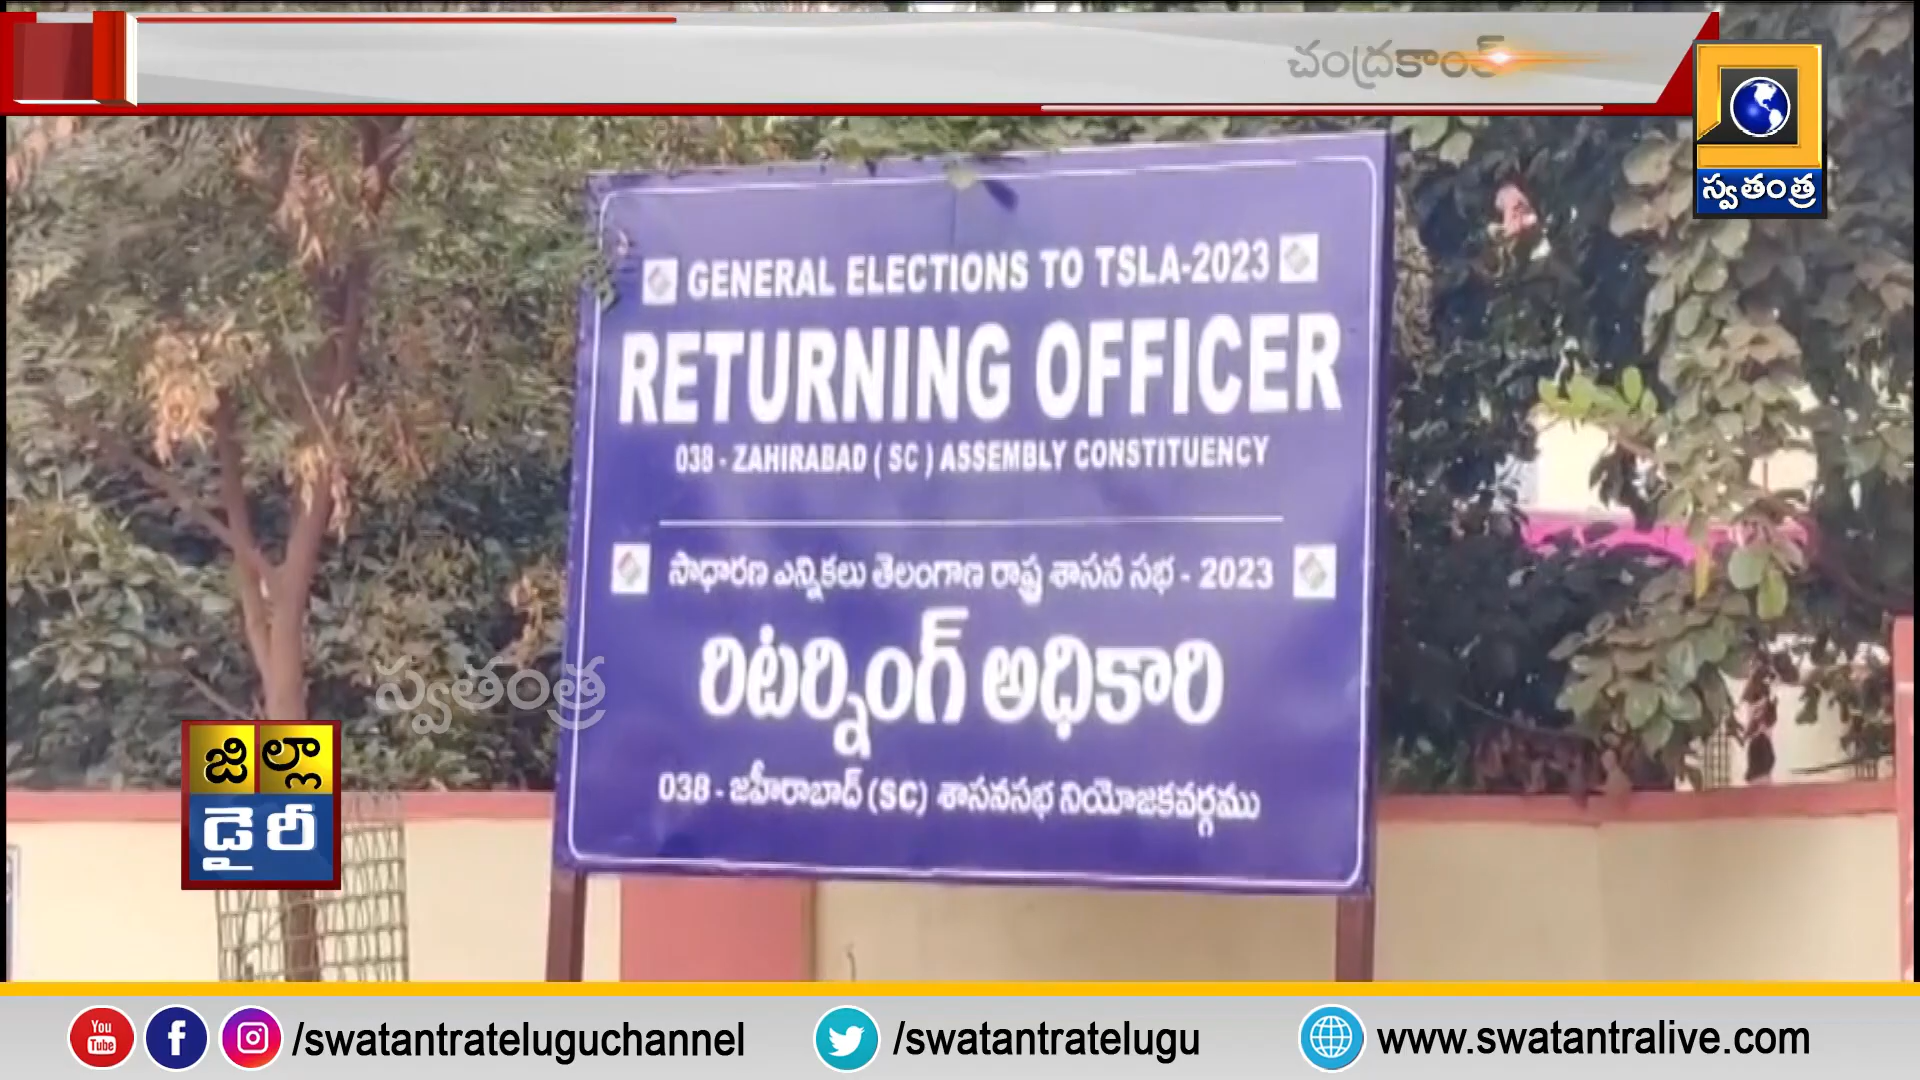 చంద్రకాంత్
స్వతంత్ర
GENERAL ELECTIONS TO TSLA-2023
RETURNING OFFICER
038 - ZAHIRABAD ( SC ) ASSEMBLY CONSTITUENCY
సాధారణ ఎన్నికలు తెలంగాణ రాష్ట్ర శాసన సభ - 2023
రిటర్నింగ్ అధికారి
038 - జహీరాబాద్ (SC) శాసనసభ నియోజకవర్గము
స్వతంత్ర
జిల్లా
డైరీ
You
Tube
/swatantrateluguchannel
/swatantratelugu
www.swatantralive.com